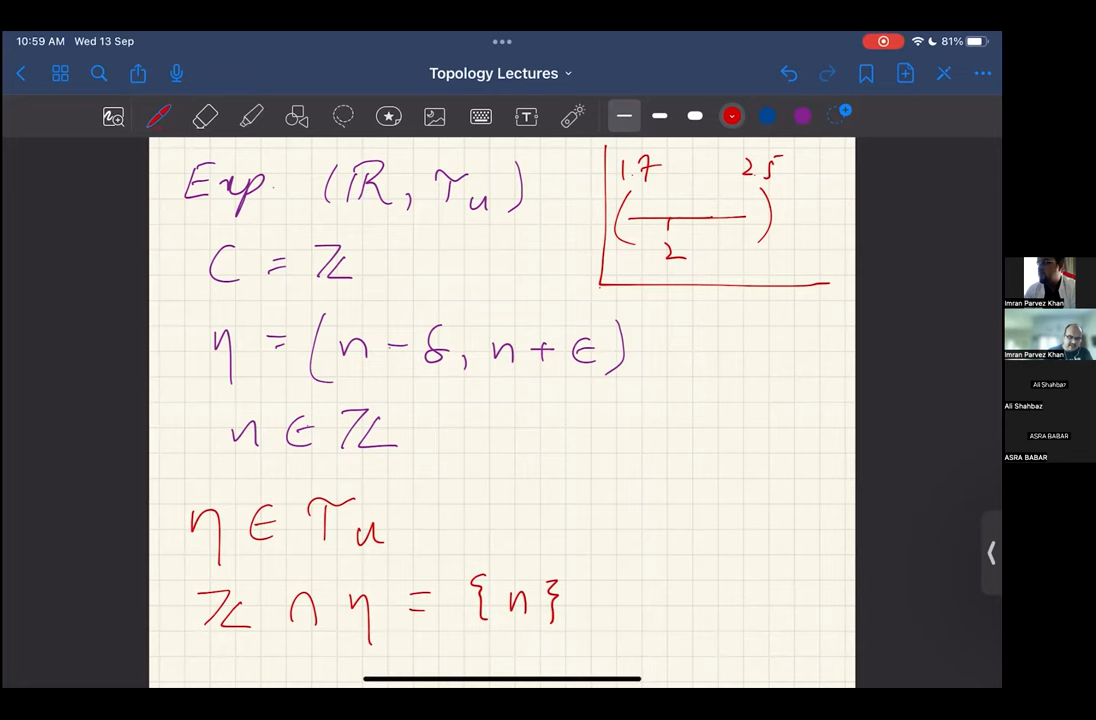 10:59 AM Wed 13 Sep
81%
Topology Lectures
T
Exp. (ℝ, τu)
C = ℤ
η = (n - δ, n + ε)
n ∈ ℤ
η ∈ τu
ℤ ∩ η = {n}
1.7 2.5
2
Imran Parvez Khan
Imran Parvez Khan
Ali Shahbaz
Ali Shahbaz
ASRA BABAR
ASRA BABAR